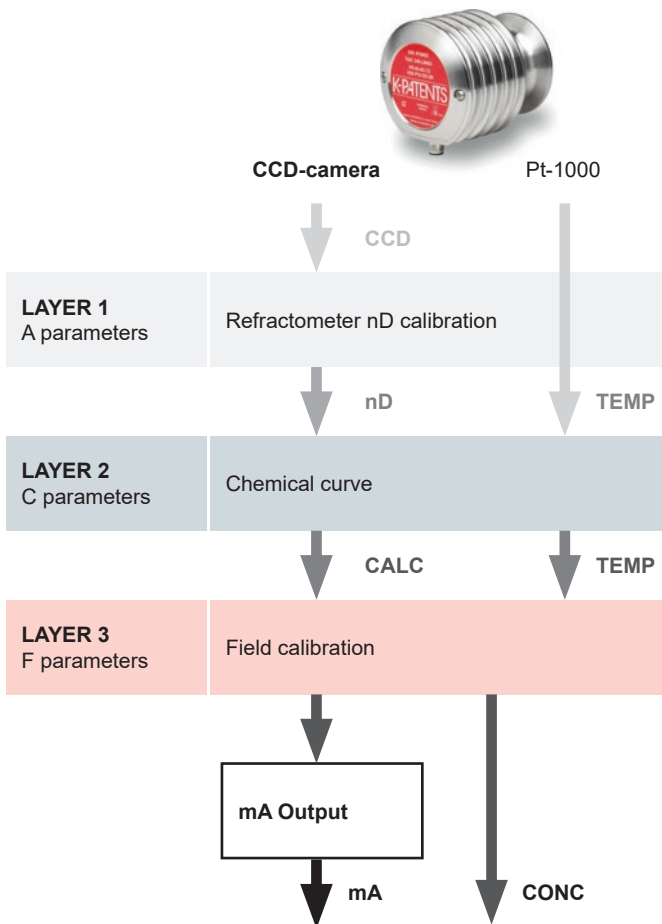 K-PATENTS
CCD-camera
Pt-1000
CCD
LAYER 1
A parameters
Refractometer nD calibration
nD
TEMP
LAYER 2
C parameters
Chemical curve
CALC
TEMP
LAYER 3
F parameters
Field calibration
mA Output
mA
CONC